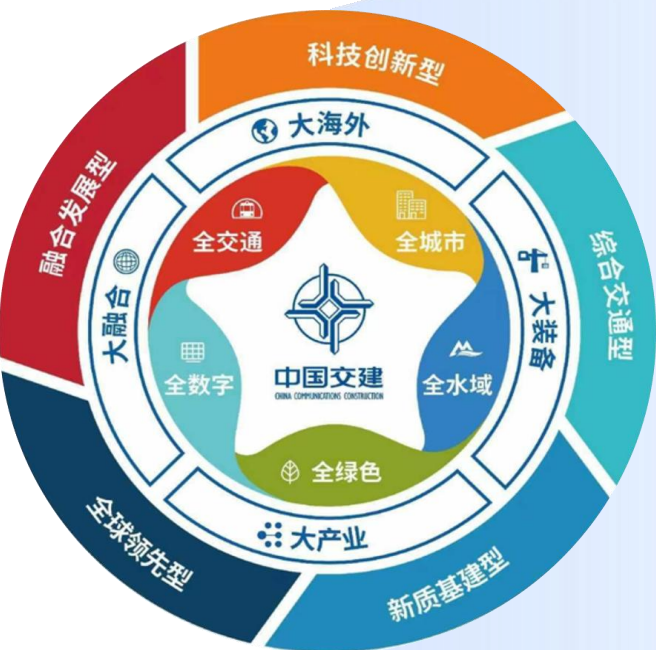 科技创新型
综合交通型
新质基建型
全球领先型
融合发展型
大海外
大装备
大产业
大融合
全交通
全城市
全水域
全绿色
全数字
中国交建
CHINA COMMUNICATIONS CONSTRUCTION